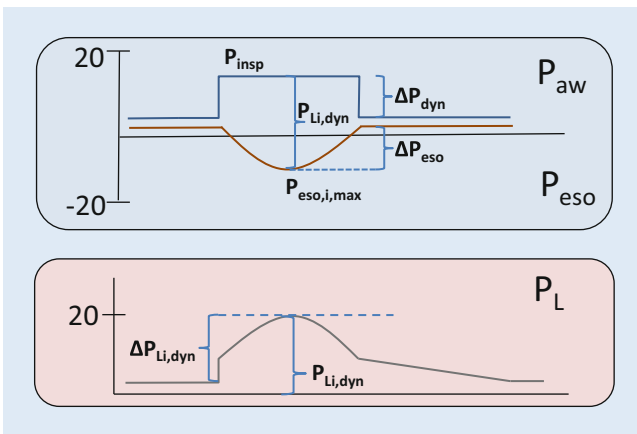 20
P_insp
P_aw
P_Li,dyn
ΔP_dyn
ΔP_eso
P_eso,i,max
P_eso
-20
P_L
20
ΔP_Li,dyn
P_Li,dyn